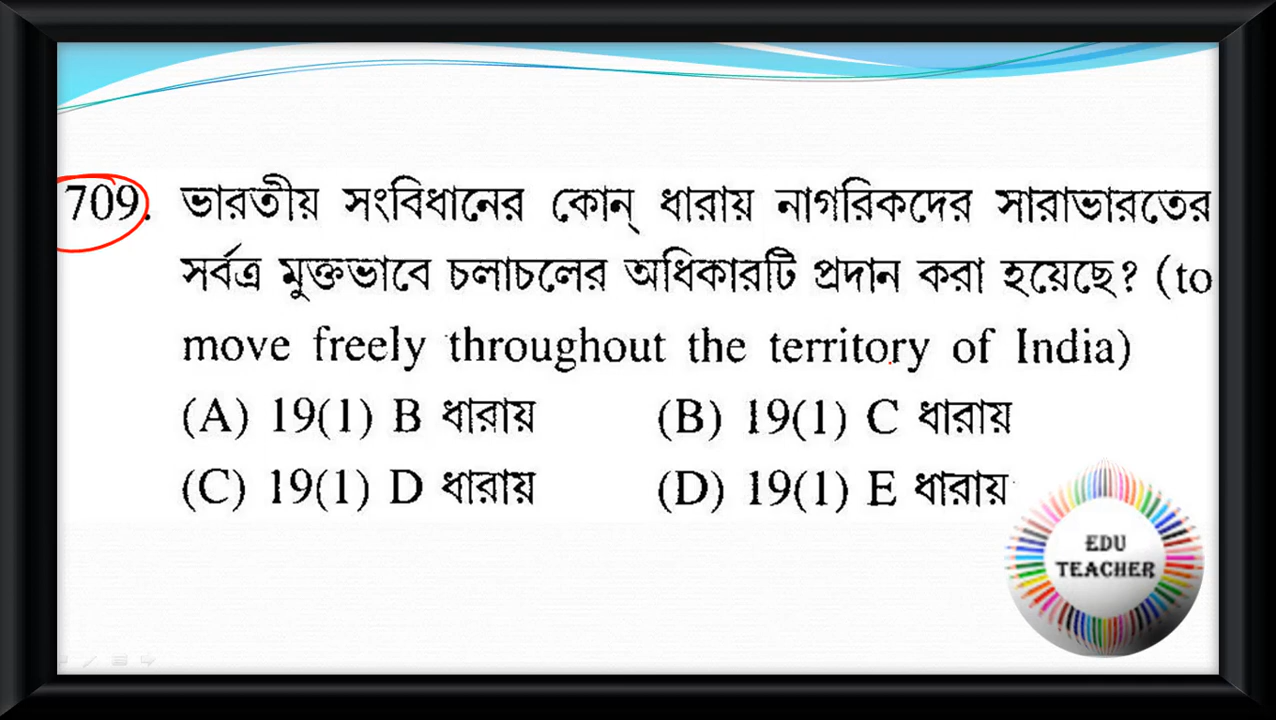 709. ভারতীয় সংবিধানের কোন্ ধারায় নাগরিকদের সারাভারতের
সর্বত্র মুক্তভাবে চলাচলের অধিকারটি প্রদান করা হয়েছে? (to
move freely throughout the territory of India)
(A) 19(1) B ধারায় (B) 19(1) C ধারায়
(C) 19(1) D ধারায় (D) 19(1) E ধারায়
EDU
TEACHER